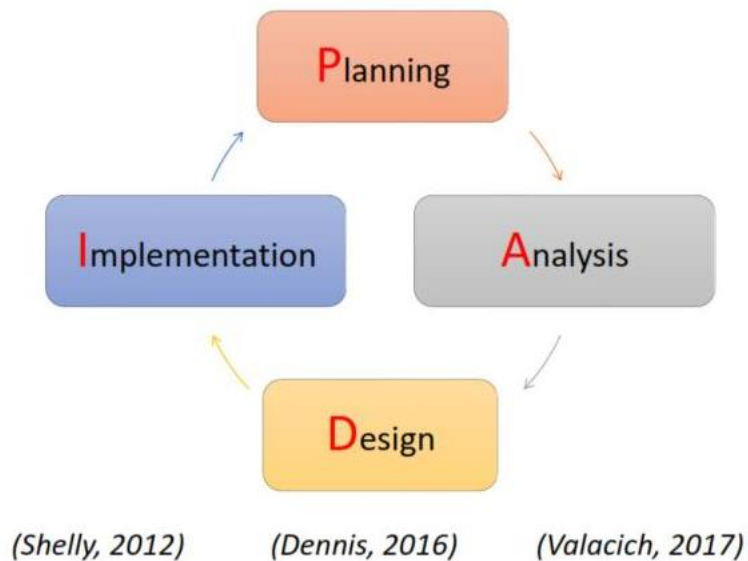 Planning
Implementation
Analysis
Design
(Shelly, 2012) (Dennis, 2016) (Valacich, 2017)